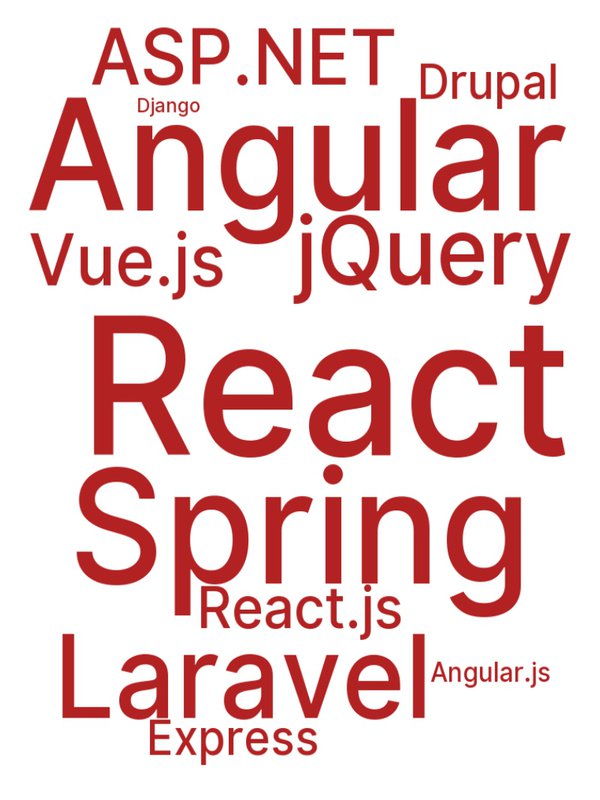 ASP.NET
Drupal
Django
Angular
Vue.js
jQuery
React
Spring
React.js
Laravel
Angular.js
Express